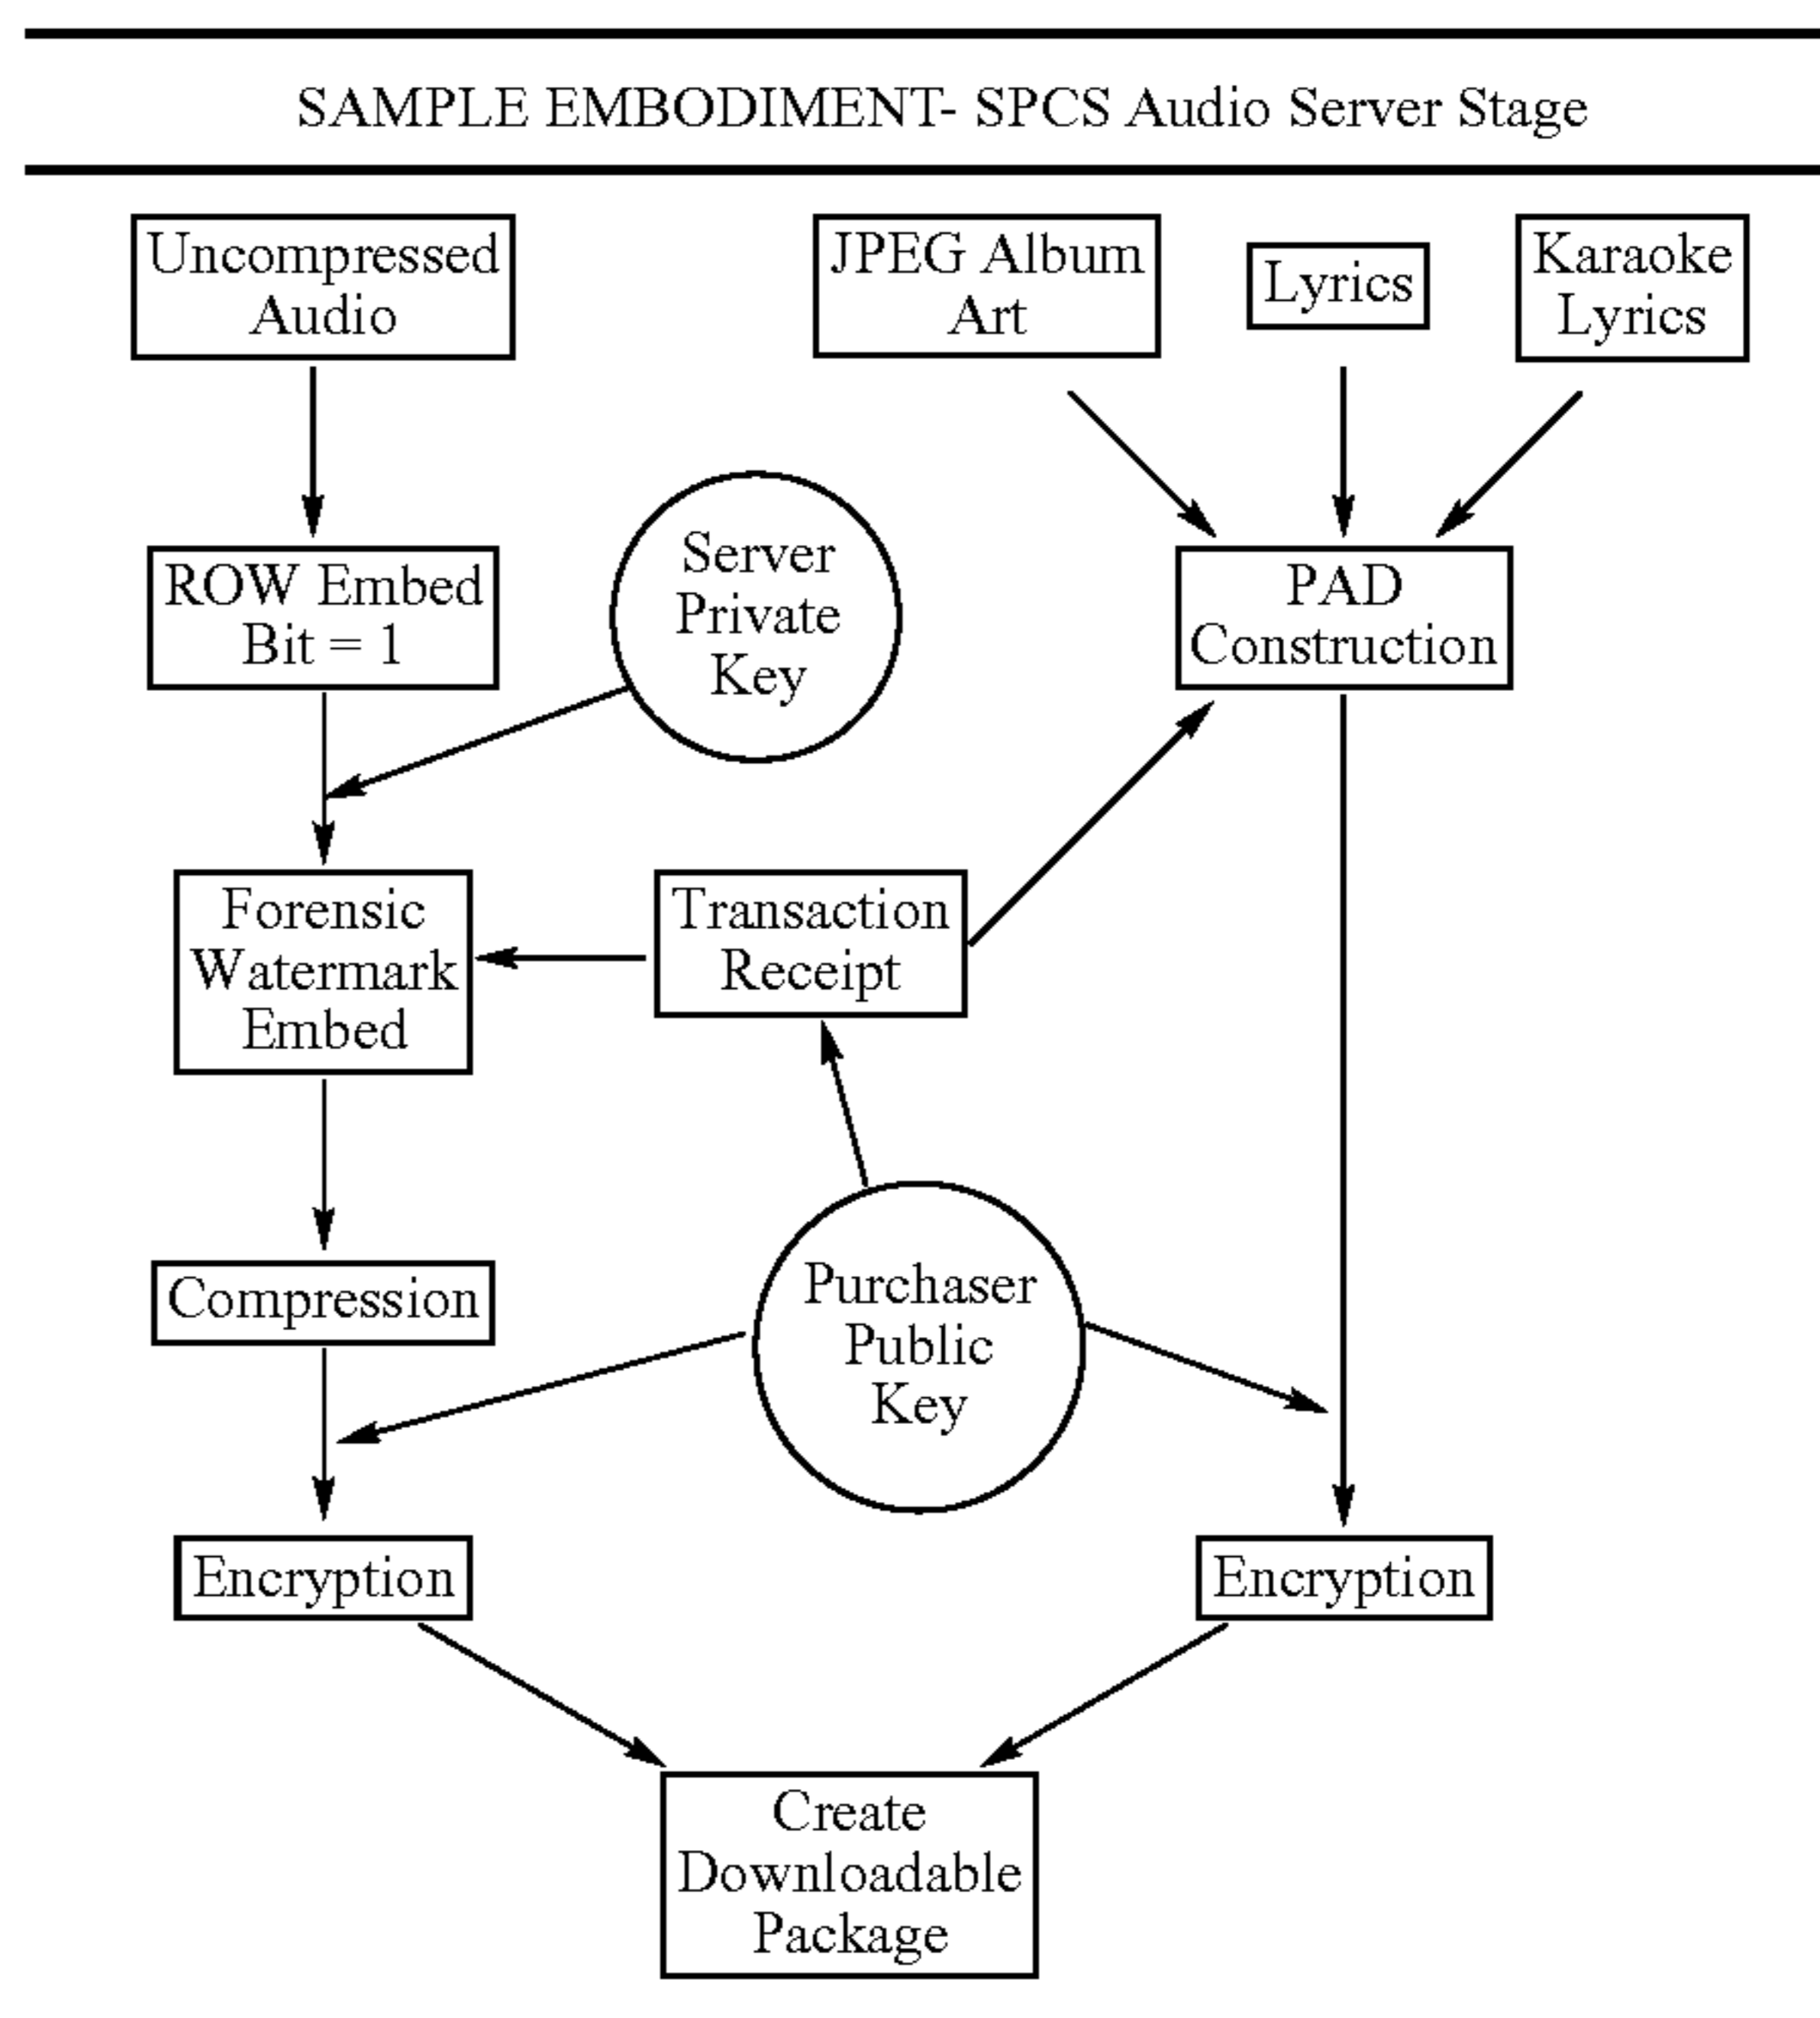 SAMPLE EMBODIMENT- SPCS Audio Server Stage
Uncompressed
Audio
JPEG Album
Art
Lyrics
Karaoke
Lyrics
ROW Embed
Bit = 1
Server
Private
Key
PAD
Construction
Forensic
Watermark
Embed
Transaction
Receipt
Compression
Purchaser
Public
Key
Encryption
Encryption
Create
Downloadable
Package